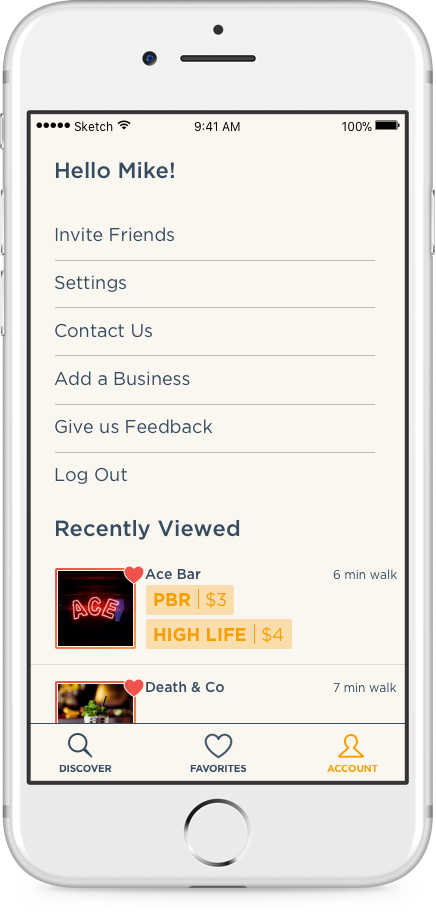 Sketch 9:41 AM 100%
Hello Mike!
Invite Friends
Settings
Contact Us
Add a Business
Give us Feedback
Log Out
Recently Viewed
ACE
Ace Bar 6 min walk
PBR | $3
HIGH LIFE | $4
Death & Co 7 min walk
DISCOVER FAVORITES ACCOUNT